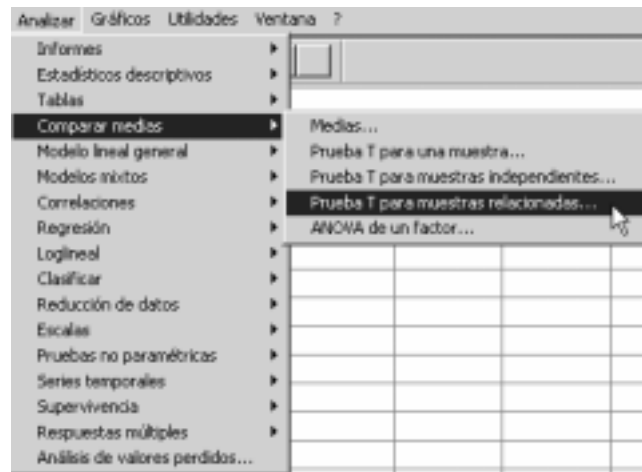 Analizar Gráficos Utilidades Ventana ?
Informes
Estadísticos descriptivos
Tablas
Comparar medias
Modelo lineal general
Modelos mixtos
Correlaciones
Regresión
Loglineal
Clasificar
Reducción de datos
Escalas
Pruebas no paramétricas
Series temporales
Supervivencia
Respuestas múltiples
Análisis de valores perdidos...
Medias...
Prueba T para una muestra...
Prueba T para muestras independientes...
Prueba T para muestras relacionadas...
ANOVA de un factor...